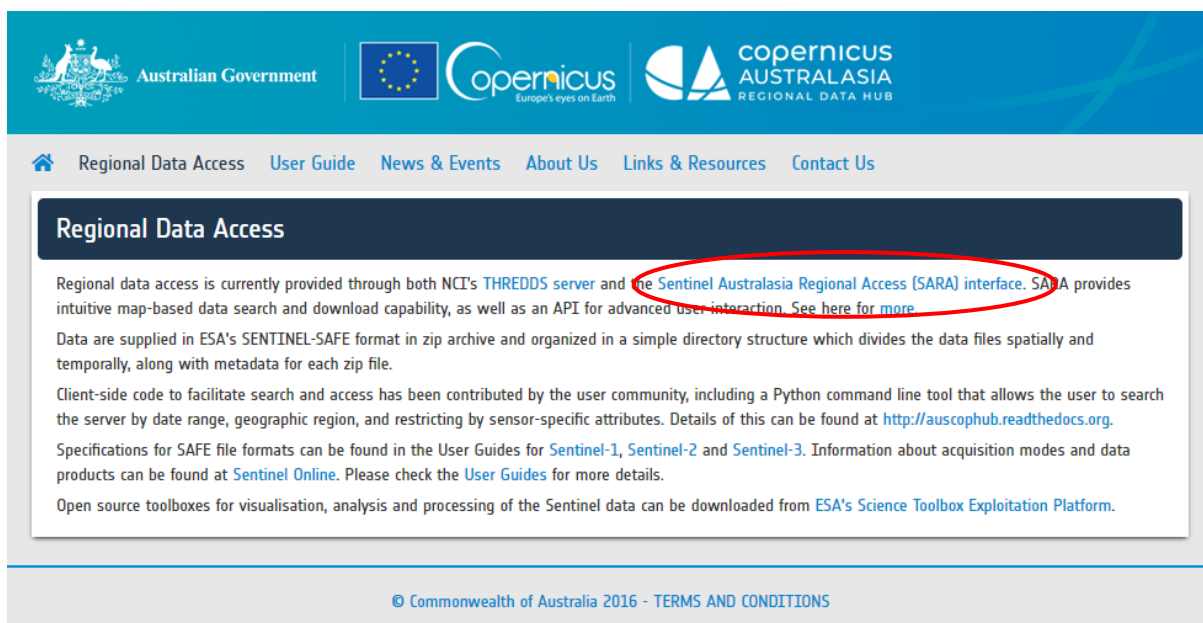 Australian Government
Copernicus
Europe's eyes on Earth
copernicus
AUSTRALASIA
REGIONAL DATA HUB
Regional Data Access User Guide News & Events About Us Links & Resources Contact Us
Regional Data Access
Regional data access is currently provided through both NCI's THREDDS server and the Sentinel Australasia Regional Access (SARA) interface. SARA provides
intuitive map-based data search and download capability, as well as an API for advanced user interaction. See here for more.
Data are supplied in ESA's SENTINEL-SAFE format in zip archive and organized in a simple directory structure which divides the data files spatially and
temporally, along with metadata for each zip file.
Client-side code to facilitate search and access has been contributed by the user community, including a Python command line tool that allows the user to search
the server by date range, geographic region, and restricting by sensor-specific attributes. Details of this can be found at http://auscophub.readthedocs.org.
Specifications for SAFE file formats can be found in the User Guides for Sentinel-1, Sentinel-2 and Sentinel-3. Information about acquisition modes and data
products can be found at Sentinel Online. Please check the User Guides for more details.
Open source toolboxes for visualisation, analysis and processing of the Sentinel data can be downloaded from ESA's Science Toolbox Exploitation Platform.
© Commonwealth of Australia 2016 - TERMS AND CONDITIONS